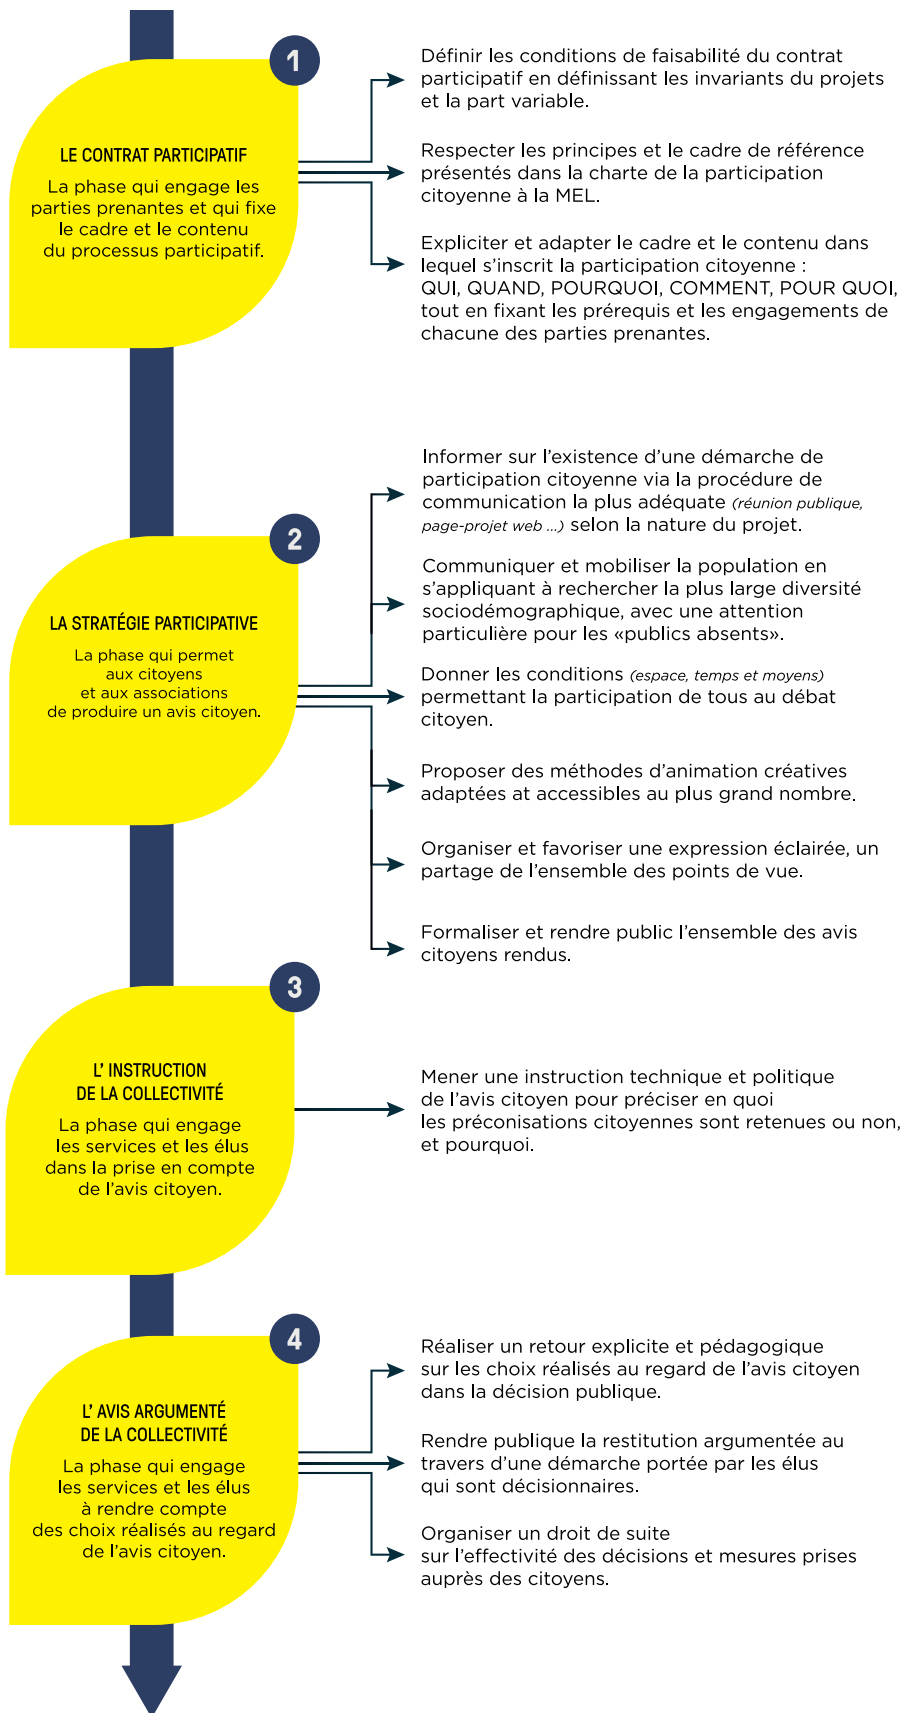 1
LE CONTRAT PARTICIPATIF
La phase qui engage les
parties prenantes et qui fixe
le cadre et le contenu
du processus participatif.
Définir les conditions de faisabilité du contrat
participatif en définissant les invariants du projets
et la part variable.
Respecter les principes et le cadre de référence
présentés dans la charte de la participation
citoyenne à la MEL.
Expliciter et adapter le cadre et le contenu dans
lequel s’inscrit la participation citoyenne :
QUI, QUAND, POURQUOI, COMMENT, POUR QUOI,
tout en fixant les prérequis et les engagements de
chacune des parties prenantes.
2
LA STRATÉGIE PARTICIPATIVE
La phase qui permet
aux citoyens
et aux associations
de produire un avis citoyen.
Informer sur l’existence d’une démarche de
participation citoyenne via la procédure de
communication la plus adéquate (réunion publique,
page-projet web ...) selon la nature du projet.
Communiquer et mobiliser la population en
s’appliquant à rechercher la plus large diversité
sociodémographique, avec une attention
particulière pour les «publics absents».
Donner les conditions (espace, temps et moyens)
permettant la participation de tous au débat
citoyen.
Proposer des méthodes d’animation créatives
adaptées at accessibles au plus grand nombre.
Organiser et favoriser une expression éclairée, un
partage de l’ensemble des points de vue.
Formaliser et rendre public l’ensemble des avis
citoyens rendus.
3
L’ INSTRUCTION
DE LA COLLECTIVITÉ
La phase qui engage
les services et les élus
dans la prise en compte
de l’avis citoyen.
Mener une instruction technique et politique
de l’avis citoyen pour préciser en quoi
les préconisations citoyennes sont retenues ou non,
et pourquoi.
4
L’ AVIS ARGUMENTÉ
DE LA COLLECTIVITÉ
La phase qui engage
les services et les élus
à rendre compte
des choix réalisés au regard
de l’avis citoyen.
Réaliser un retour explicite et pédagogique
sur les choix réalisés au regard de l’avis citoyen
dans la décision publique.
Rendre publique la restitution argumentée au
travers d’une démarche portée par les élus
qui sont décisionnaires.
Organiser un droit de suite
sur l’effectivité des décisions et mesures prises
auprès des citoyens.